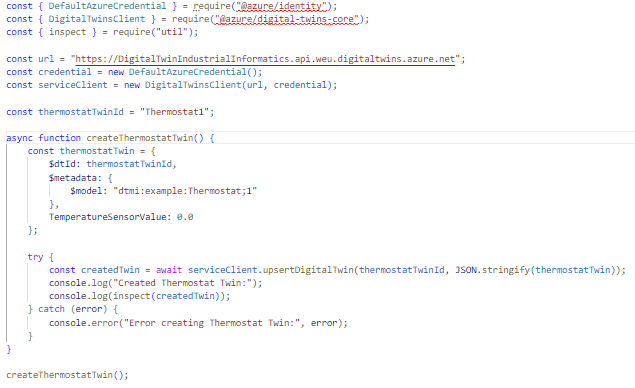 const { DefaultAzureCredential } = require("@azure/identity");
const { DigitalTwinsClient } = require("@azure/digital-twins-core");
const { inspect } = require("util");
const url = "https://DigitalTwinIndustrialInformatics.api.weu.digitaltwins.azure.net";
const credential = new DefaultAzureCredential();
const serviceClient = new DigitalTwinsClient(url, credential);
const thermostatTwinId = "Thermostat1";
async function createThermostatTwin() {
const thermostatTwin = {
$dtId: thermostatTwinId,
$metadata: {
$model: "dtmi:example:Thermostat;1"
},
TemperatureSensorValue: 0.0
};
try {
const createdTwin = await serviceClient.upsertDigitalTwin(thermostatTwinId, JSON.stringify(thermostatTwin));
console.log("Created Thermostat Twin:");
console.log(inspect(createdTwin));
} catch (error) {
console.error("Error creating Thermostat Twin:", error);
}
}
createThermostatTwin();